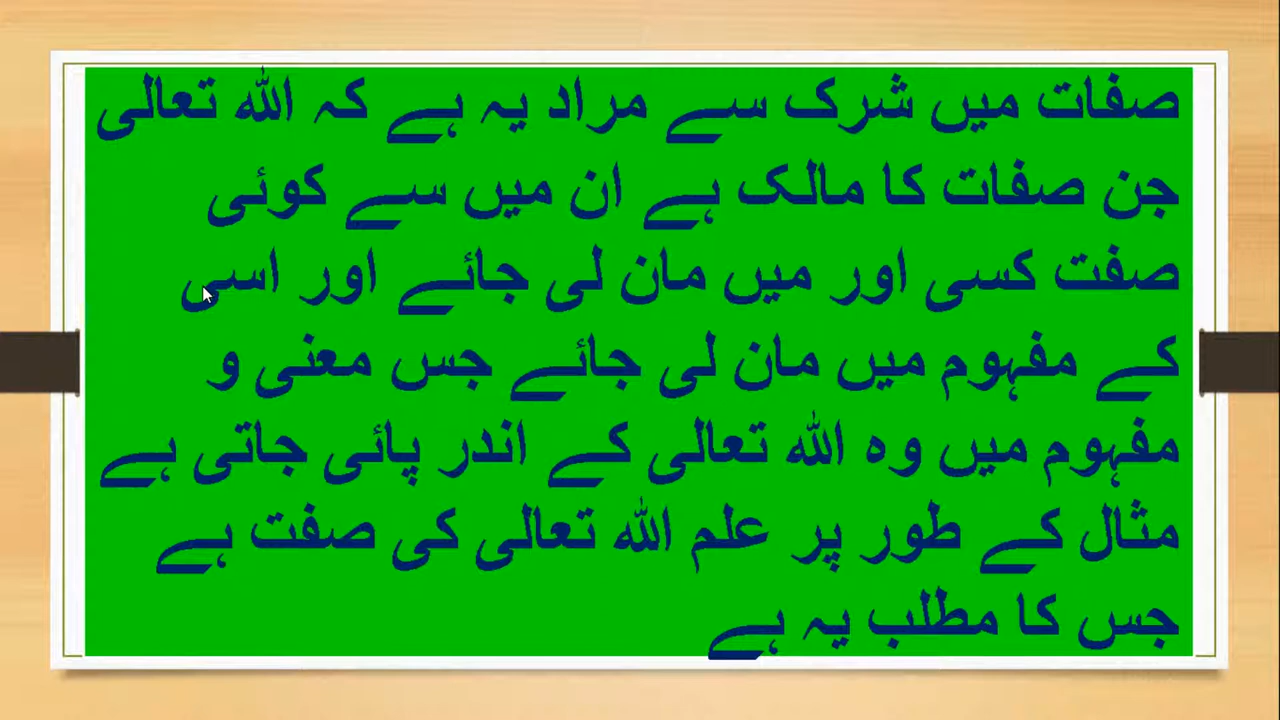 صفات میں شرک سے مراد یہ ہے کہ اللہ تعالی
جن صفات کا مالک ہے ان میں سے کوئی
صفت کسی اور میں مان لی جائے اور اسی
کے مفہوم میں مان لی جائے جس معنی و
مفہوم میں وہ اللہ تعالی کے اندر پائی جاتی ہے
مثال کے طور پر علم اللہ تعالی کی صفت ہے
جس کا مطلب یہ ہے